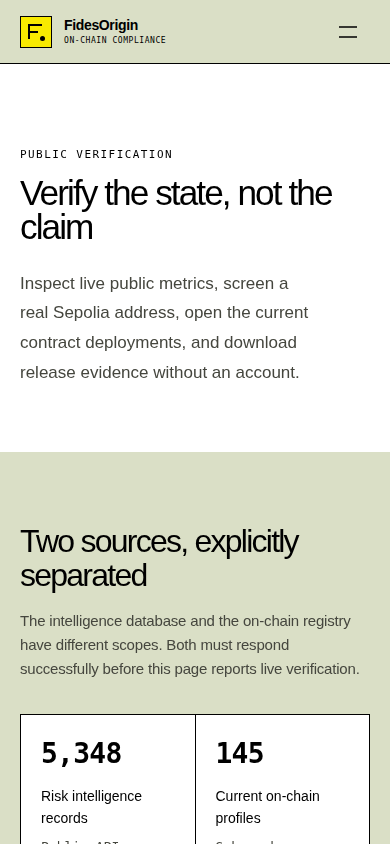 FidesOrigin
ON-CHAIN COMPLIANCE
PUBLIC VERIFICATION
Verify the state, not the
claim
Inspect live public metrics, screen a
real Sepolia address, open the current
contract deployments, and download
release evidence without an account.
Two sources, explicitly
separated
The intelligence database and the on-chain registry
have different scopes. Both must respond
successfully before this page reports live verification.
5,348
Risk intelligence
records
145
Current on-chain
profiles